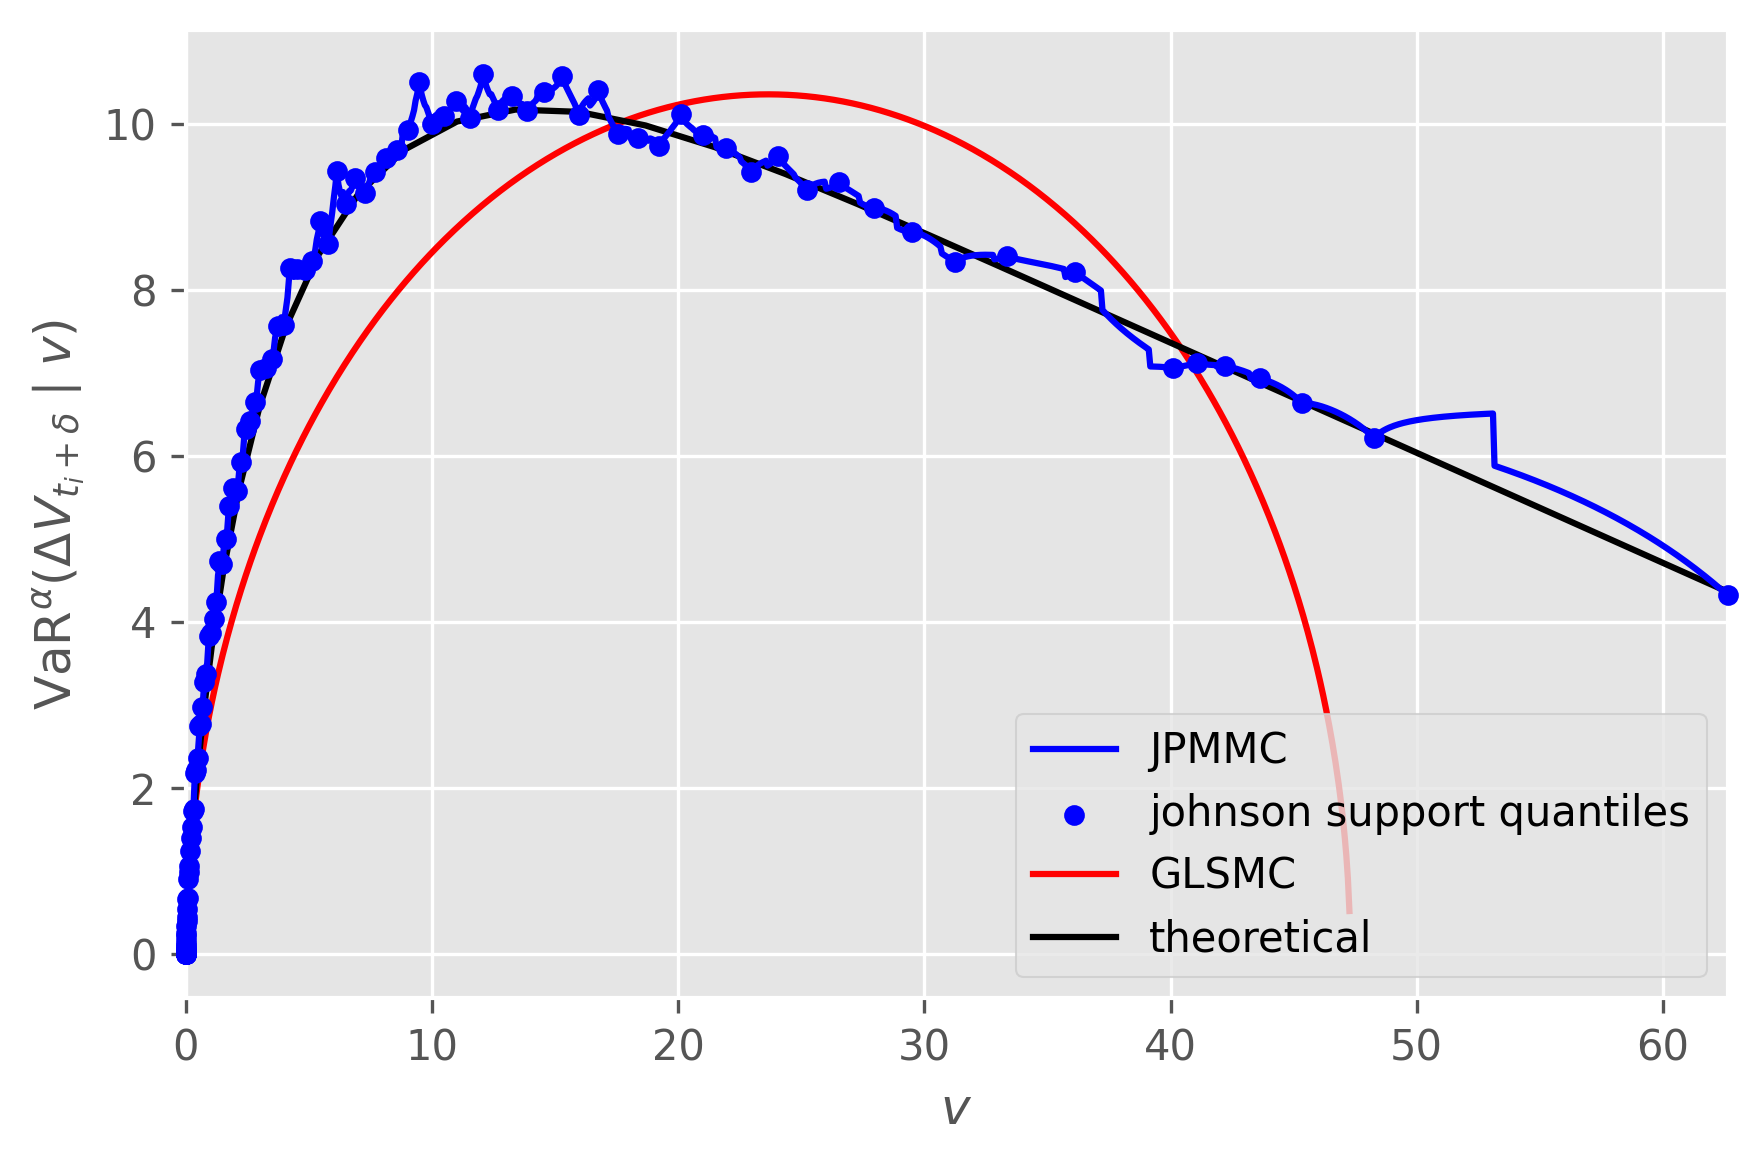 VaR^α(ΔV_{t_i+δ} | v)
10
8
6
4
2
0
0 10 20 30 40 50 60
v
JPMMC
johnson support quantiles
GLSMC
theoretical